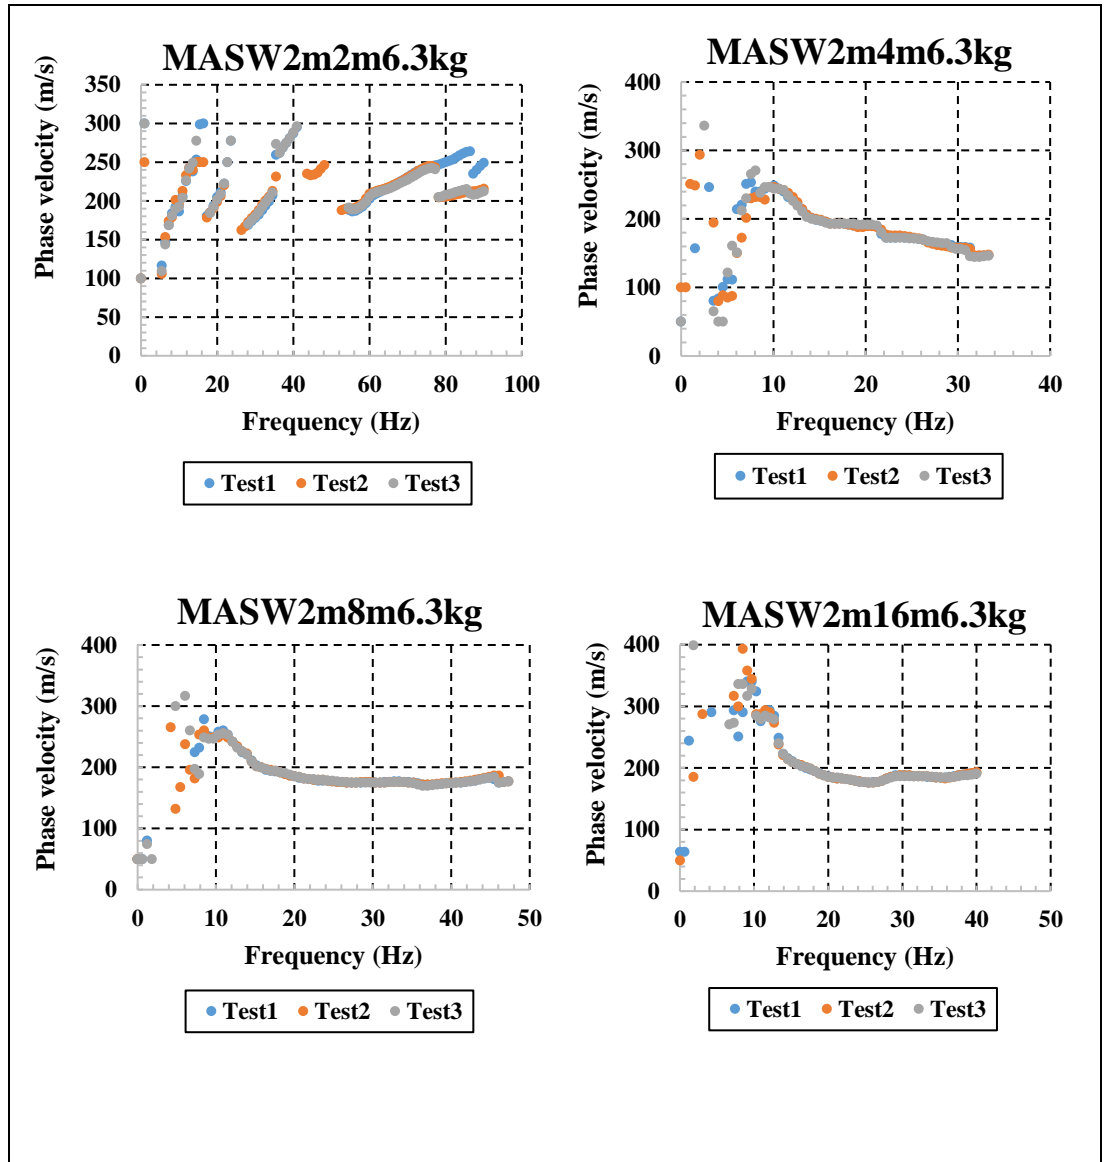 MASW2m2m6.3kg
Phase velocity (m/s)
350
300
250
200
150
100
50
0
0 20 40 60 80 100
Frequency (Hz)
Test1 Test2 Test3
MASW2m4m6.3kg
Phase velocity (m/s)
400
300
200
100
0
0 10 20 30 40
Frequency (Hz)
Test1 Test2 Test3
MASW2m8m6.3kg
Phase velocity (m/s)
400
300
200
100
0
0 10 20 30 40 50
Frequency (Hz)
Test1 Test2 Test3
MASW2m16m6.3kg
Phase velocity (m/s)
400
300
200
100
0
0 10 20 30 40 50
Frequency (Hz)
Test1 Test2 Test3